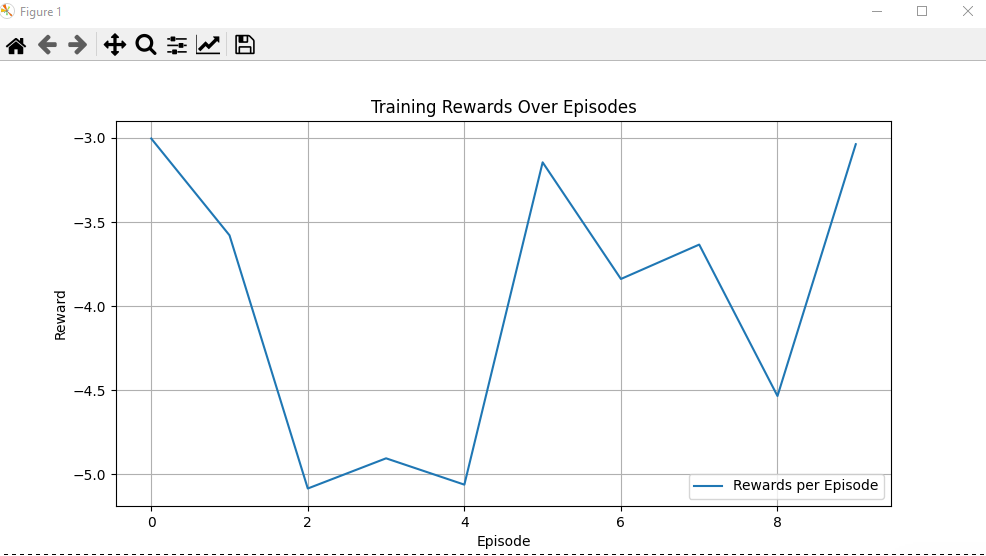 Figure 1
Training Rewards Over Episodes
−3.0
−3.5
−4.0
−4.5
−5.0
Reward
Rewards per Episode
0 2 4 6 8
Episode